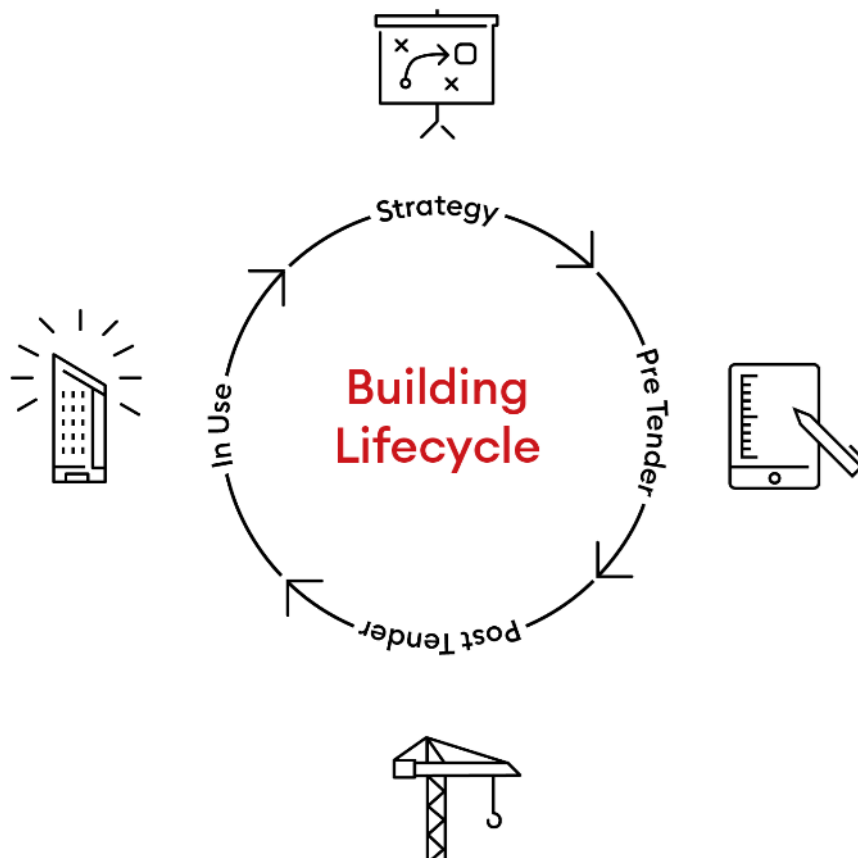 Strategy
Pre Tender
Post Tender
In Use
Building
Lifecycle